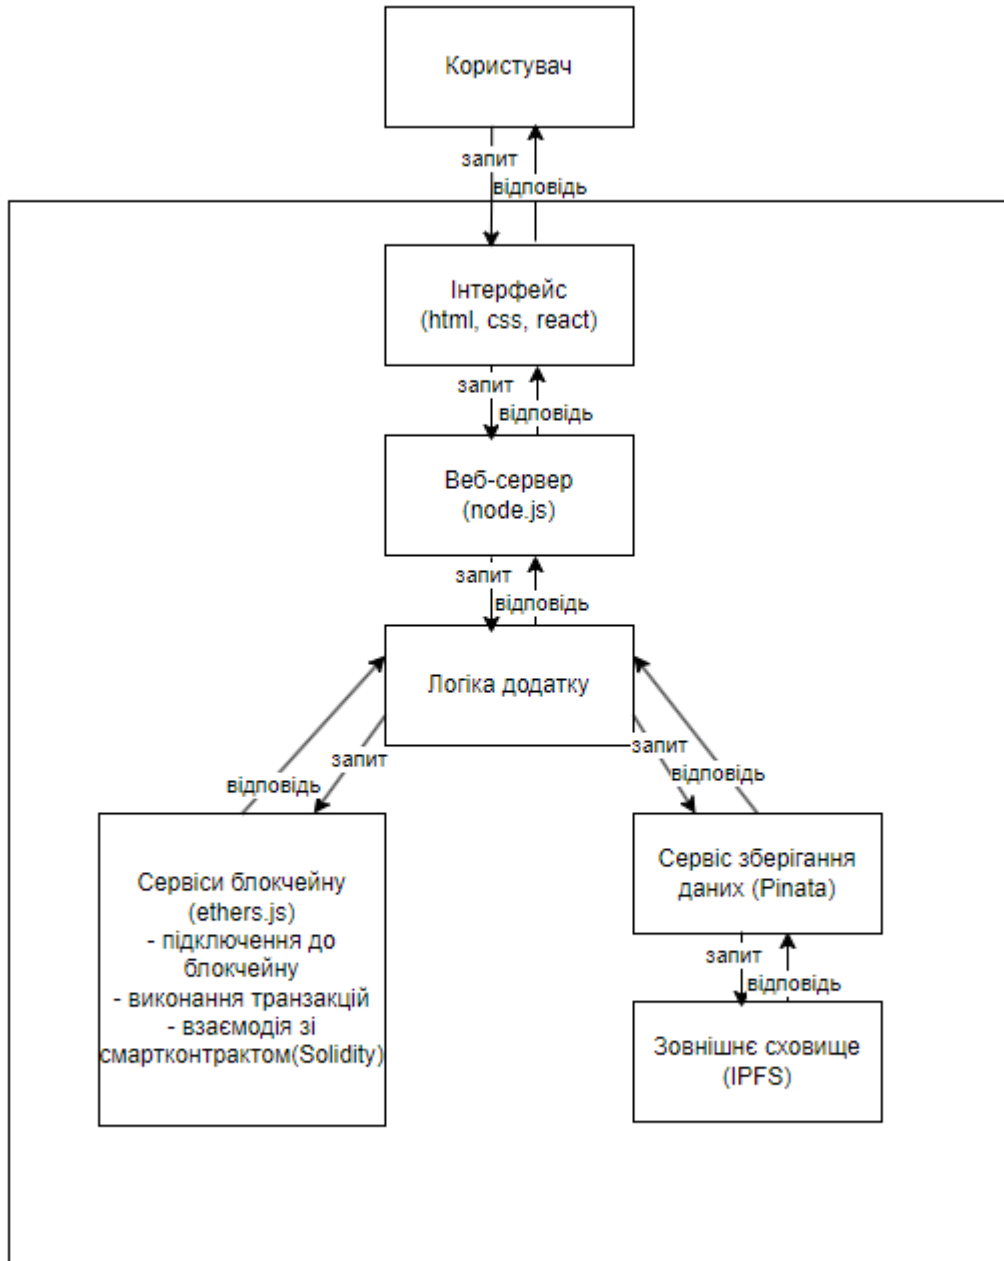 Користувач
запит
відповідь
Інтерфейс
(html, css, react)
запит
відповідь
Веб-сервер
(node.js)
запит
відповідь
Логіка додатку
запит
відповідь
запит
відповідь
Сервіси блокчейну
(ethers.js)
- підключення до
блокчейну
- виконання транзакцій
- взаємодія зі
смартконтрактом(Solidity)
Сервіс зберігання
даних (Pinata)
запит
відповідь
Зовнішнє сховище
(IPFS)